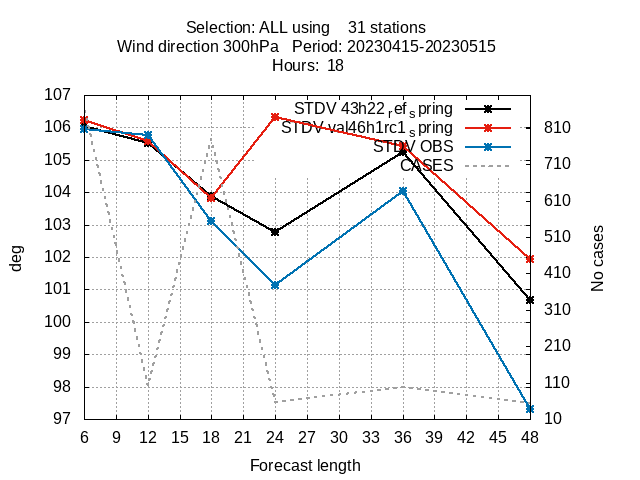 Selection: ALL using    31 stations
Wind direction 300hPa   Period: 20230415-20230515
Hours:  18
STDV 43h22_ref_spring
STDV val46h1rc1_spring
STDV OBS
CASES
107
106
105
104
103
102
101
100
99
98
97
810
710
610
510
410
310
210
110
10
deg
No cases
6 9 12 15 18 21 24 27 30 33 36 39 42 45 48
Forecast length